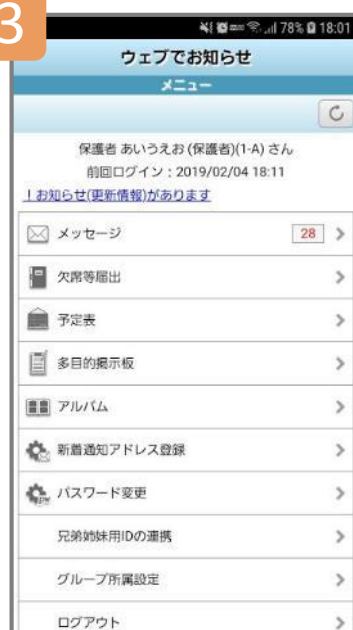 3
78% 18:01
ウェブでお知らせ
メニュー
保護者 あいうえお (保護者)(1-A) さん
前回ログイン : 2019/02/04 18:11
！お知らせ(更新情報)があります
メッセージ 28
欠席等届出
予定表
多目的掲示板
アルバム
新着通知アドレス登録
パスワード変更
兄弟姉妹用IDの連携
グループ所属設定
ログアウト